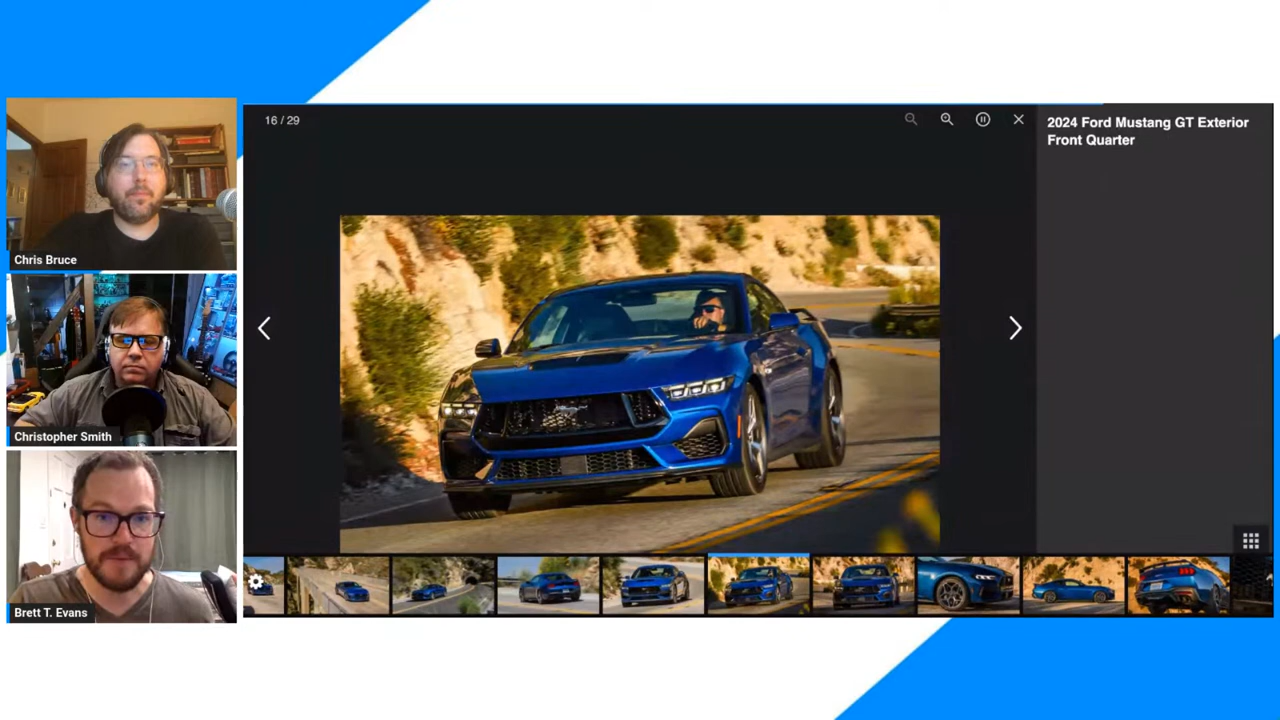 16 / 29
2024 Ford Mustang GT Exterior
Front Quarter
Chris Bruce
Christopher Smith
Brett T. Evans